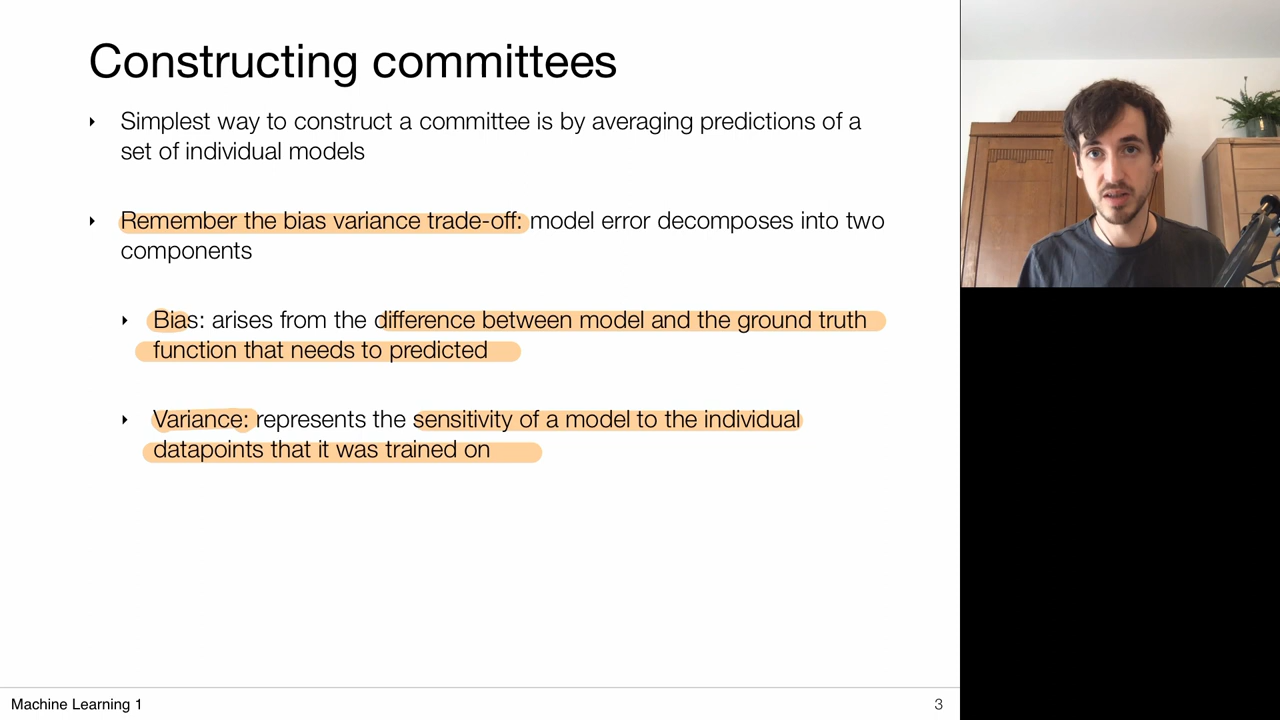 Constructing committees
‣ Simplest way to construct a committee is by averaging predictions of a
set of individual models
‣ Remember the bias variance trade-off: model error decomposes into two
components
‣ Bias: arises from the difference between model and the ground truth
function that needs to predicted
‣ Variance: represents the sensitivity of a model to the individual
datapoints that it was trained on
Machine Learning 1
3